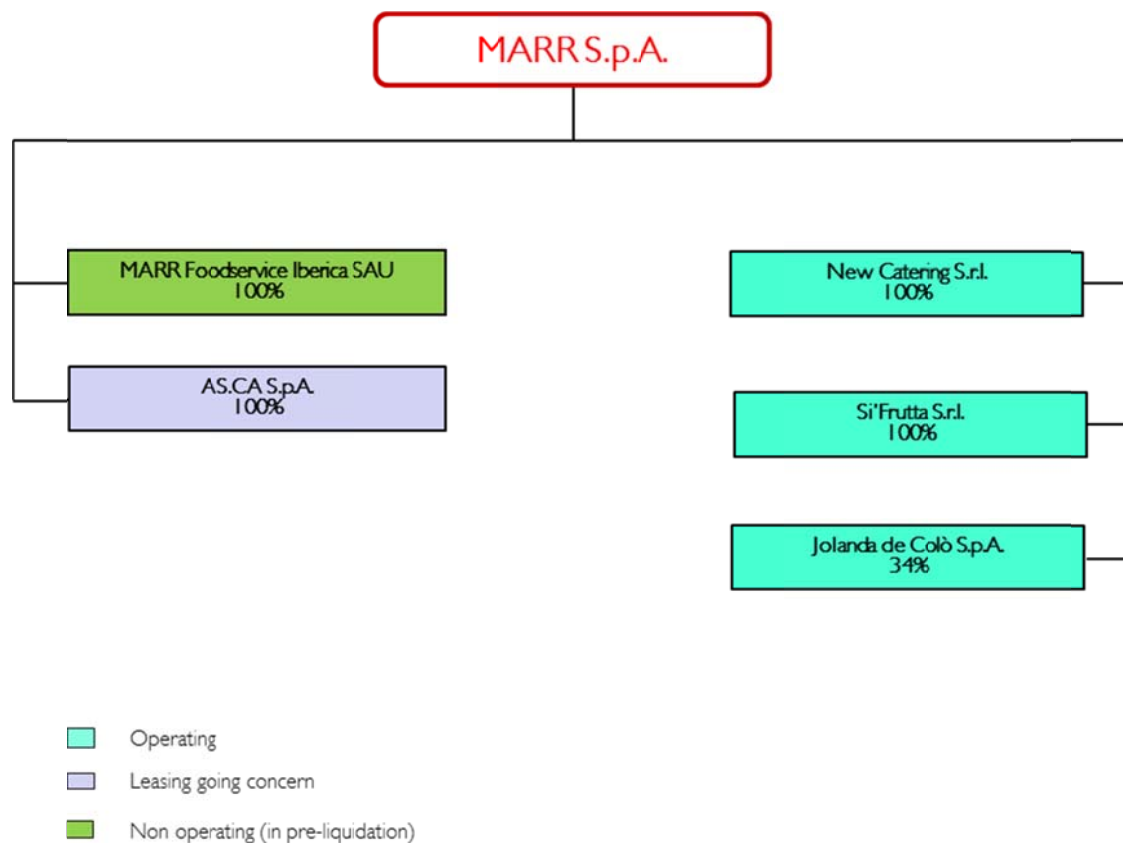 MARR S.p.A.
MARR Foodservice Iberica SAU
100%
New Catering S.r.l.
100%
AS.CA S.p.A.
100%
Si'Frutta S.r.l.
100%
Jolanda de Colò S.p.A.
34%
Operating
Leasing going concern
Non operating (in pre-liquidation)